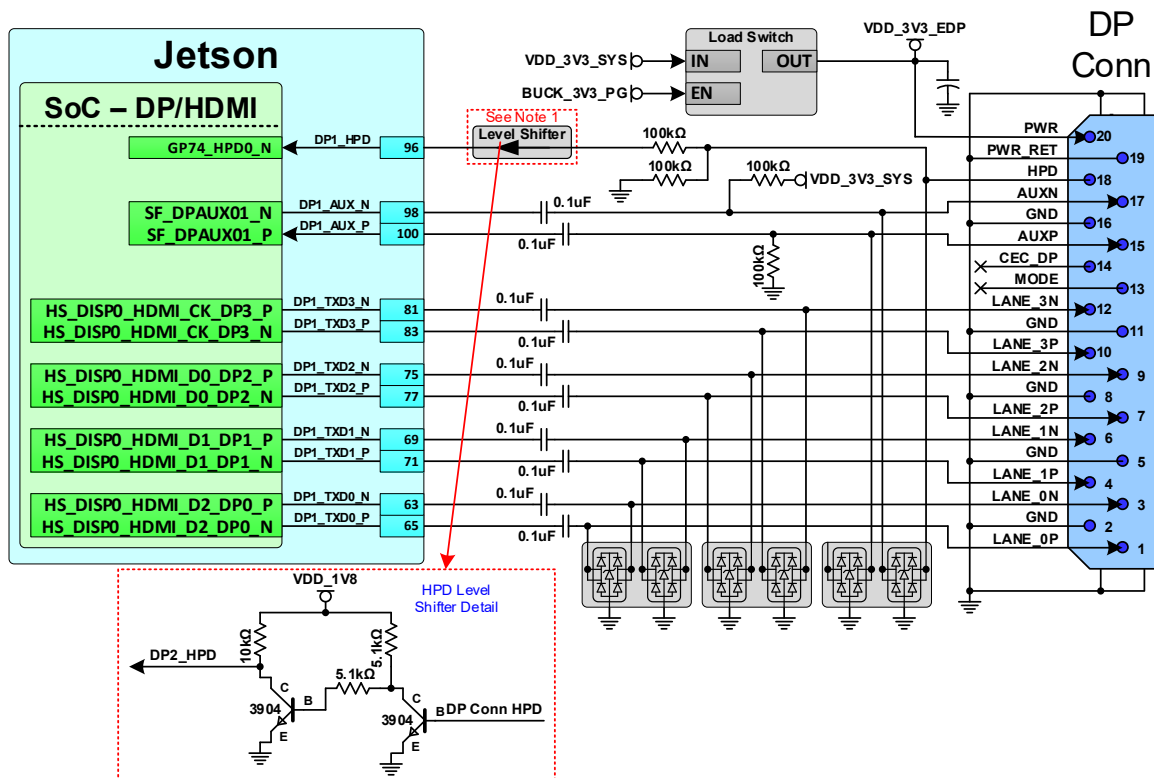 Jetson
SoC – DP/HDMI
GP74_HPD0_N
SF_DPAUX01_N
SF_DPAUX01_P
HS_DISP0_HDMI_CK_DP3_P
HS_DISP0_HDMI_CK_DP3_N
HS_DISP0_HDMI_D0_DP2_P
HS_DISP0_HDMI_D0_DP2_N
HS_DISP0_HDMI_D1_DP1_P
HS_DISP0_HDMI_D1_DP1_N
HS_DISP0_HDMI_D2_DP0_P
HS_DISP0_HDMI_D2_DP0_N
DP1_HPD
DP1_AUX_N
DP1_AUX_P
DP1_TXD3_N
DP1_TXD3_P
DP1_TXD2_N
DP1_TXD2_P
DP1_TXD1_N
DP1_TXD1_P
DP1_TXD0_N
DP1_TXD0_P
96
98
100
81
83
75
77
69
71
63
65
See Note 1
Level Shifter
VDD_3V3_SYS
BUCK_3V3_PG
Load Switch
IN
OUT
EN
VDD_3V3_EDP
100kΩ
100kΩ
100kΩ
VDD_3V3_SYS
0.1uF
0.1uF
100kΩ
0.1uF
0.1uF
0.1uF
0.1uF
0.1uF
0.1uF
0.1uF
0.1uF
DP
Conn
PWR
20
PWR_RET
19
HPD
18
AUXN
17
GND
16
AUXP
15
CEC_DP
14
MODE
13
LANE_3N
12
GND
11
LANE_3P
10
LANE_2N
9
GND
8
LANE_2P
7
LANE_1N
6
GND
5
LANE_1P
4
LANE_0N
3
GND
2
LANE_0P
1
VDD_1V8
HPD Level
Shifter Detail
10kΩ
5.1kΩ
5.1kΩ
DP2_HPD
C
B
3904
E
C
B
3904
E
DP Conn HPD